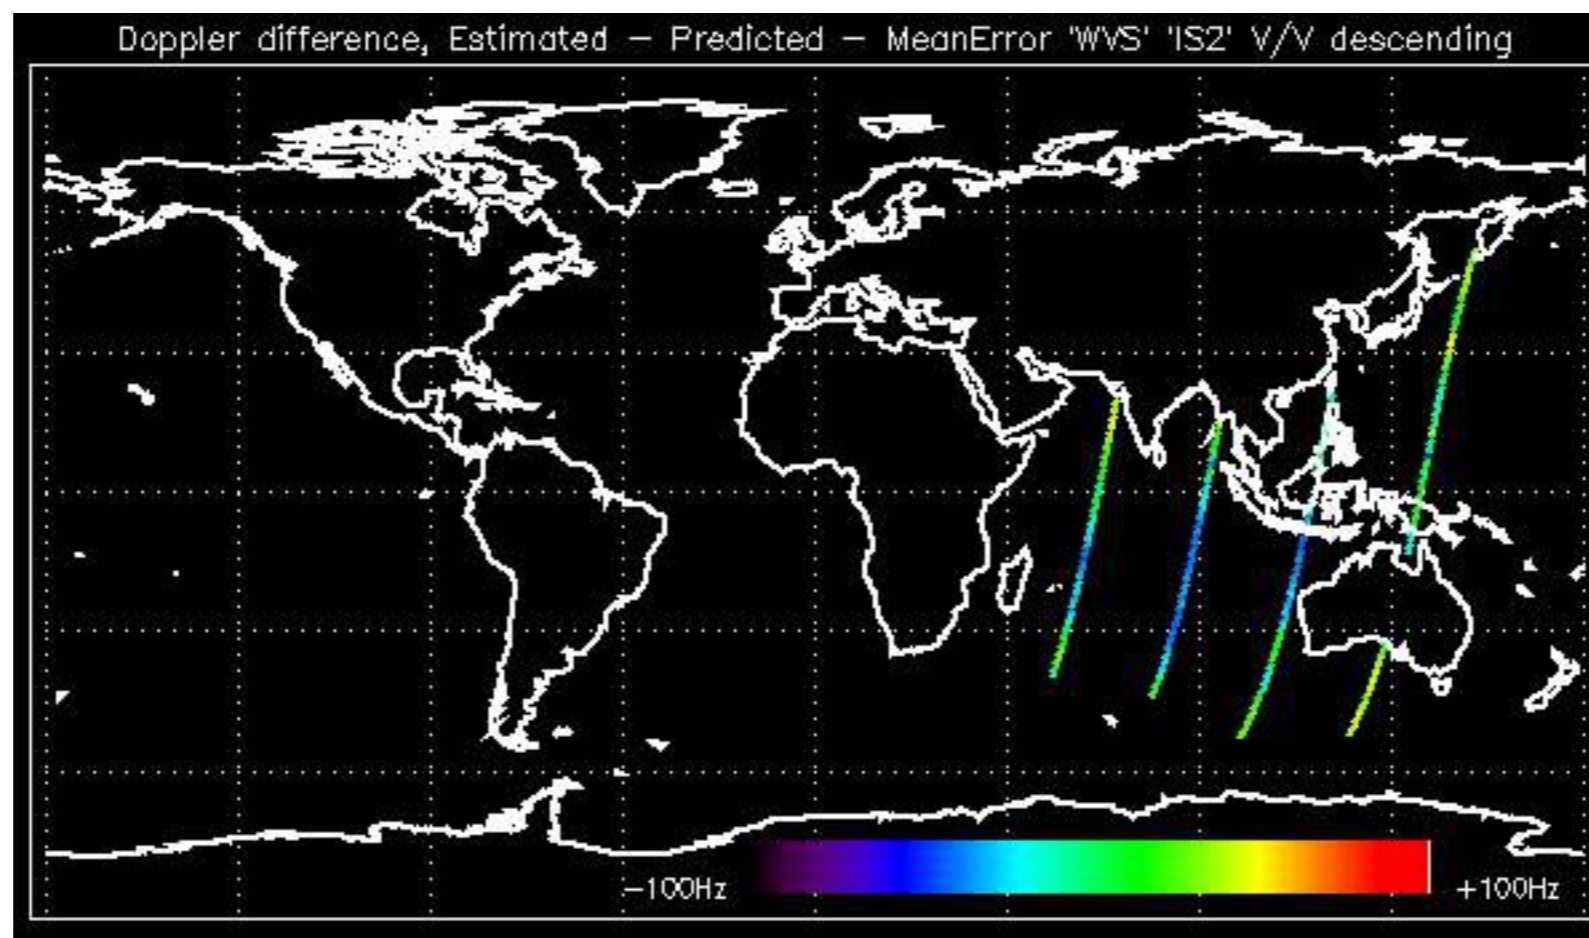 Doppler difference, Estimated – Predicted – MeanError 'WVS' 'IS2' V/V descending
–100Hz
+100Hz